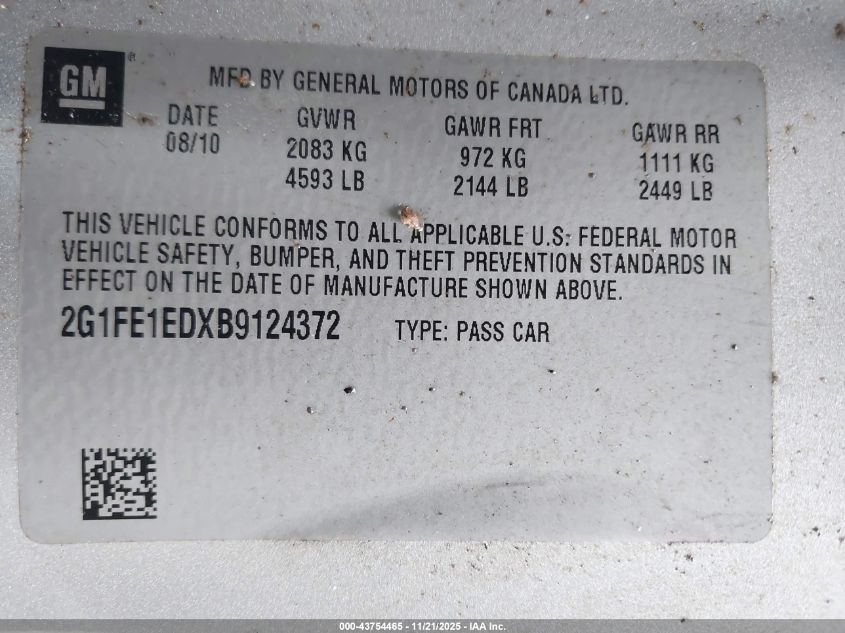 GM®
MFD BY GENERAL MOTORS OF CANADA LTD.
DATE GVWR GAWR FRT GAWR RR
08/10 2083 KG 972 KG 1111 KG
4593 LB 2144 LB 2449 LB
THIS VEHICLE CONFORMS TO ALL APPLICABLE U.S. FEDERAL MOTOR
VEHICLE SAFETY, BUMPER, AND THEFT PREVENTION STANDARDS IN
EFFECT ON THE DATE OF MANUFACTURE SHOWN ABOVE.
2G1FE1EDXB9124372 TYPE: PASS CAR
000-43754465 - 11/21/2025 - IAA Inc.